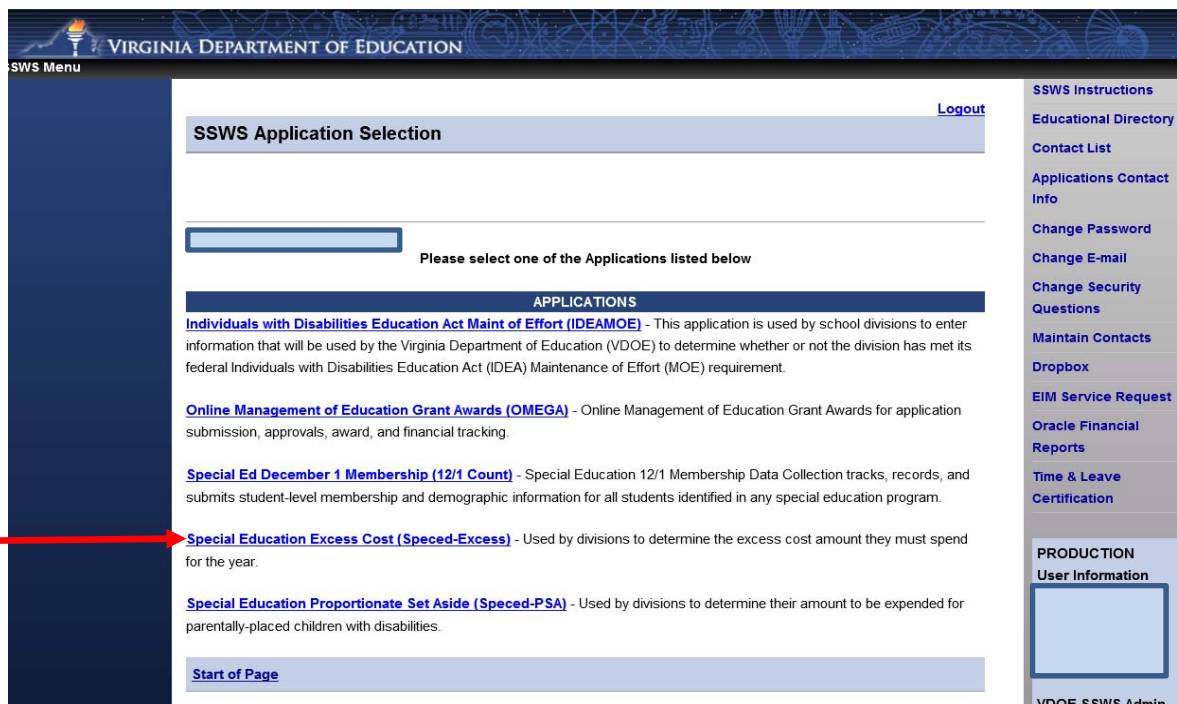 VIRGINIA DEPARTMENT OF EDUCATION
SSWS Menu
Logout
SSWS Application Selection
Please select one of the Applications listed below
APPLICATIONS
Individuals with Disabilities Education Act Maint of Effort (IDEAMOE) - This application is used by school divisions to enter
information that will be used by the Virginia Department of Education (VDOE) to determine whether or not the division has met its
federal Individuals with Disabilities Education Act (IDEA) Maintenance of Effort (MOE) requirement.
Online Management of Education Grant Awards (OMEGA) - Online Management of Education Grant Awards for application
submission, approvals, award, and financial tracking.
Special Ed December 1 Membership (12/1 Count) - Special Education 12/1 Membership Data Collection tracks, records, and
submits student-level membership and demographic information for all students identified in any special education program.
Special Education Excess Cost (Speced-Excess) - Used by divisions to determine the excess cost amount they must spend
for the year.
Special Education Proportionate Set Aside (Speced-PSA) - Used by divisions to determine their amount to be expended for
parentally-placed children with disabilities.
Start of Page
SSWS Instructions
Educational Directory
Contact List
Applications Contact
Info
Change Password
Change E-mail
Change Security
Questions
Maintain Contacts
Dropbox
EIM Service Request
Oracle Financial
Reports
Time & Leave
Certification
PRODUCTION
User Information
VDOE SSWS Admin